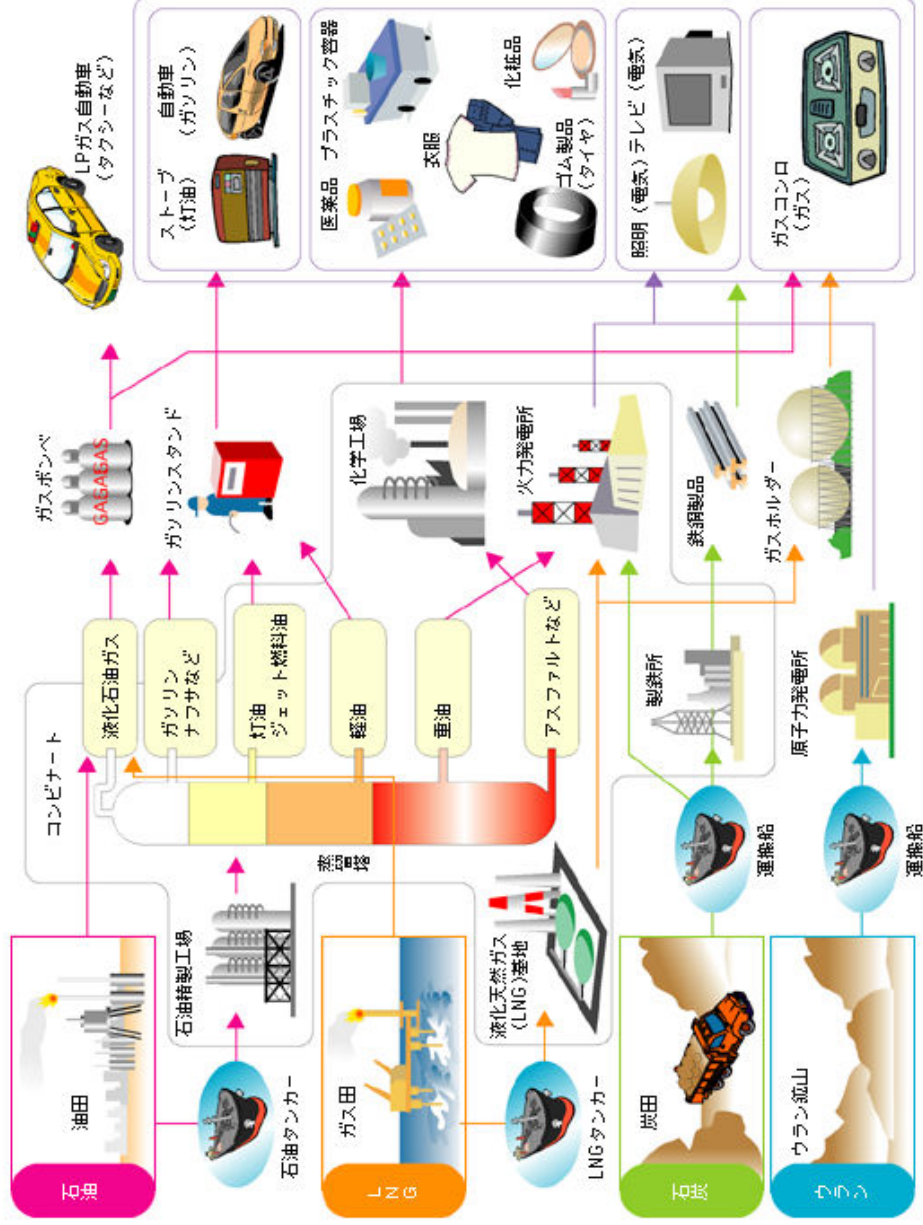 石油
油田
石油タンカー
石油精製工場
コンビナート
蒸留塔
液化石油ガス
ガソリン
ナフサなど
灯油
ジェット燃料油
軽油
重油
アスファルトなど
ガスボンベ
GAGAGAS
ガソリンスタンド
化学工場
火力発電所
LPガス自動車
(タクシーなど)
ストーブ
(灯油)
自動車
(ガソリン)
医薬品
プラスチック容器
衣服
ゴム製品
(タイヤ)
化粧品
照明(電気)
テレビ(電気)
ガスコンロ
(ガス)
LNG
ガス田
LNGタンカー
液化天然ガス
(LNG)基地
石炭
炭田
運搬船
製鉄所
鉄鋼製品
ガスホルダー
ウラン
ウラン鉱山
運搬船
原子力発電所